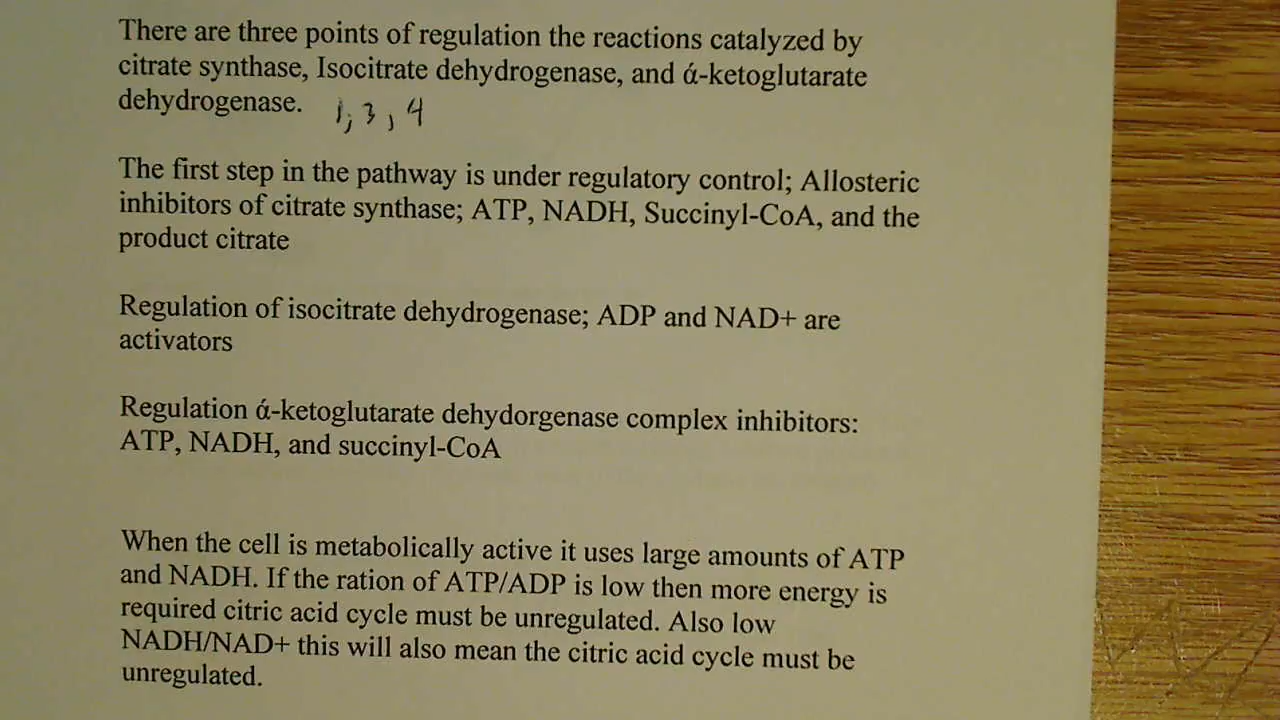 There are three points of regulation the reactions catalyzed by
citrate synthase, Isocitrate dehydrogenase, and ά-ketoglutarate
dehydrogenase. 1, 3, 4
The first step in the pathway is under regulatory control; Allosteric
inhibitors of citrate synthase; ATP, NADH, Succinyl-CoA, and the
product citrate
Regulation of isocitrate dehydrogenase; ADP and NAD+ are
activators
Regulation ά-ketoglutarate dehydorgenase complex inhibitors:
ATP, NADH, and succinyl-CoA
When the cell is metabolically active it uses large amounts of ATP
and NADH. If the ration of ATP/ADP is low then more energy is
required citric acid cycle must be unregulated. Also low
NADH/NAD+ this will also mean the citric acid cycle must be
unregulated.